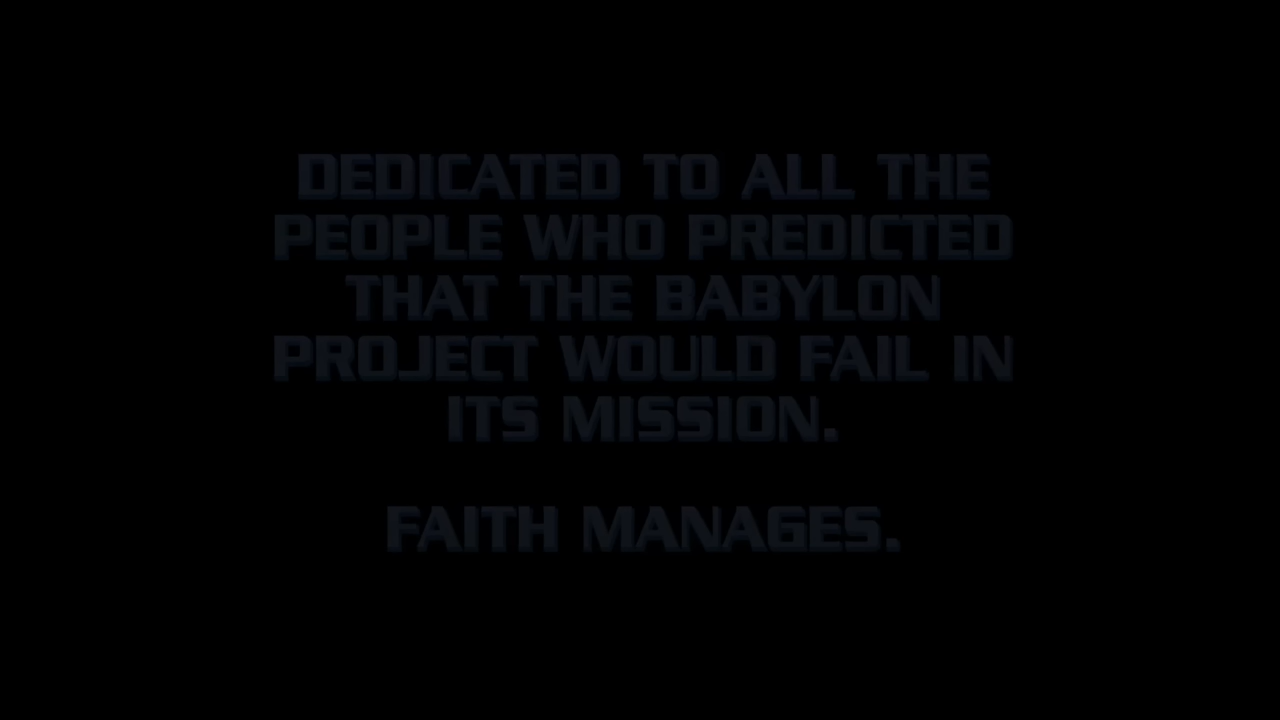 DEDICATED TO ALL THE
PEOPLE WHO PREDICTED
THAT THE BABYLON
PROJECT WOULD FAIL IN
ITS MISSION.
FAITH MANAGES.